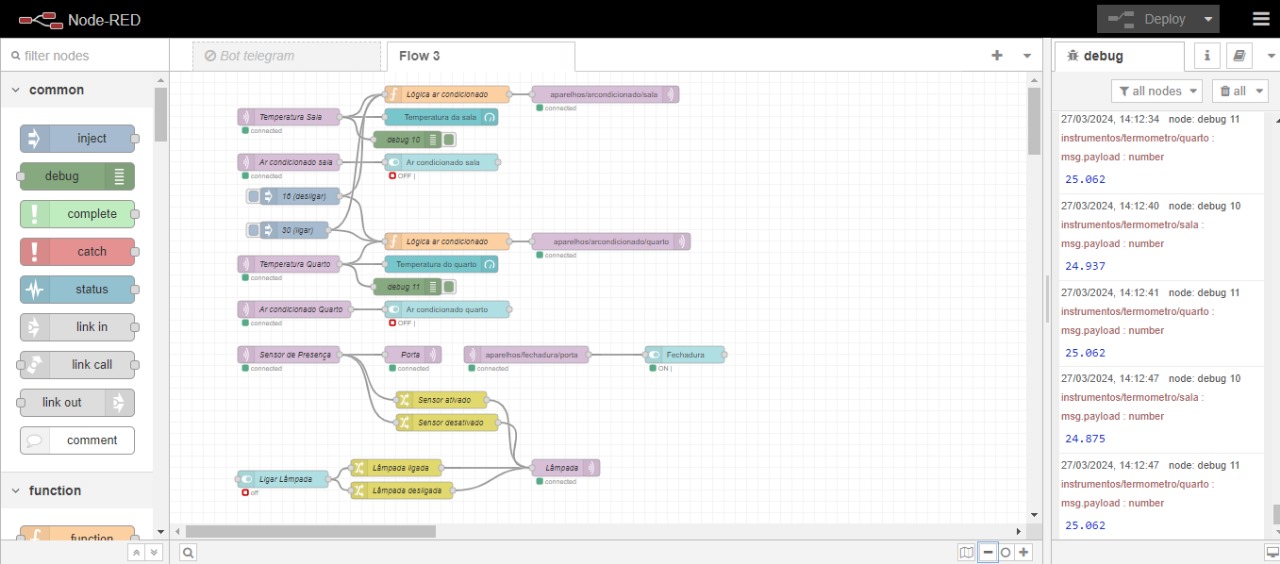 Node-RED
Deploy
filter nodes
Bot telegram
Flow 3
debug
i
common
inject
debug
complete
catch
status
link in
link call
link out
comment
function
function
Lógica ar condicionado
aparelhos/arcondicionado/sala
connected
Temperatura Sala
connected
Temperatura da sala
debug 10
Ar condicionado sala
connected
Ar condicionado sala
OFF |
16 (desligar)
30 (ligar)
Lógica ar condicionado
aparelhos/arcondicionado/quarto
connected
Temperatura Quarto
connected
Temperatura do quarto
debug 11
Ar condicionado Quarto
connected
Ar condicionado quarto
OFF |
Sensor de Presença
connected
Porta
connected
aparelhos/fechadura/porta
connected
Fechadura
ON |
Sensor ativado
Sensor desativado
Ligar Lâmpada
off
Lâmpada ligada
Lâmpada desligada
Lâmpada
connected
all nodes
all
27/03/2024, 14:12:34 node: debug 11
instrumentos/termometro/quarto :
msg.payload : number
25.062
27/03/2024, 14:12:40 node: debug 10
instrumentos/termometro/sala :
msg.payload : number
24.937
27/03/2024, 14:12:41 node: debug 11
instrumentos/termometro/quarto :
msg.payload : number
25.062
27/03/2024, 14:12:47 node: debug 10
instrumentos/termometro/sala :
msg.payload : number
24.875
27/03/2024, 14:12:47 node: debug 11
instrumentos/termometro/quarto :
msg.payload : number
25.062